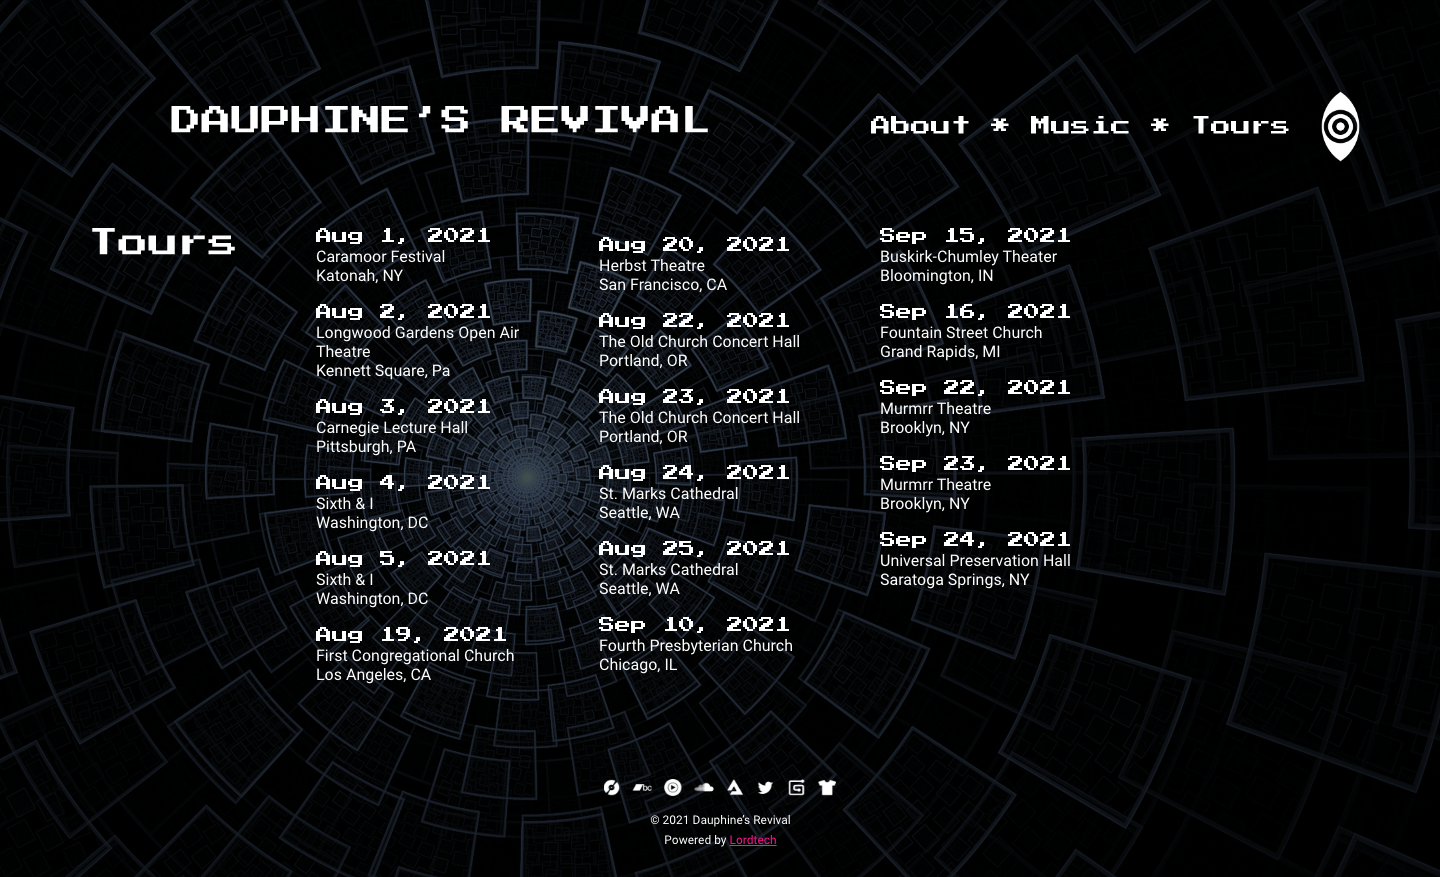 DAUPHINE'S REVIVAL
About * Music * Tours
Tours
Aug 1, 2021
Caramoor Festival
Katonah, NY
Aug 2, 2021
Longwood Gardens Open Air
Theatre
Kennett Square, Pa
Aug 3, 2021
Carnegie Lecture Hall
Pittsburgh, PA
Aug 4, 2021
Sixth & I
Washington, DC
Aug 5, 2021
Sixth & I
Washington, DC
Aug 19, 2021
First Congregational Church
Los Angeles, CA
Aug 20, 2021
Herbst Theatre
San Francisco, CA
Aug 22, 2021
The Old Church Concert Hall
Portland, OR
Aug 23, 2021
The Old Church Concert Hall
Portland, OR
Aug 24, 2021
St. Marks Cathedral
Seattle, WA
Aug 25, 2021
St. Marks Cathedral
Seattle, WA
Sep 10, 2021
Fourth Presbyterian Church
Chicago, IL
Sep 15, 2021
Buskirk-Chumley Theater
Bloomington, IN
Sep 16, 2021
Fountain Street Church
Grand Rapids, MI
Sep 22, 2021
Murmrr Theatre
Brooklyn, NY
Sep 23, 2021
Murmrr Theatre
Brooklyn, NY
Sep 24, 2021
Universal Preservation Hall
Saratoga Springs, NY
bc
© 2021 Dauphine's Revival
Powered by Lordtech